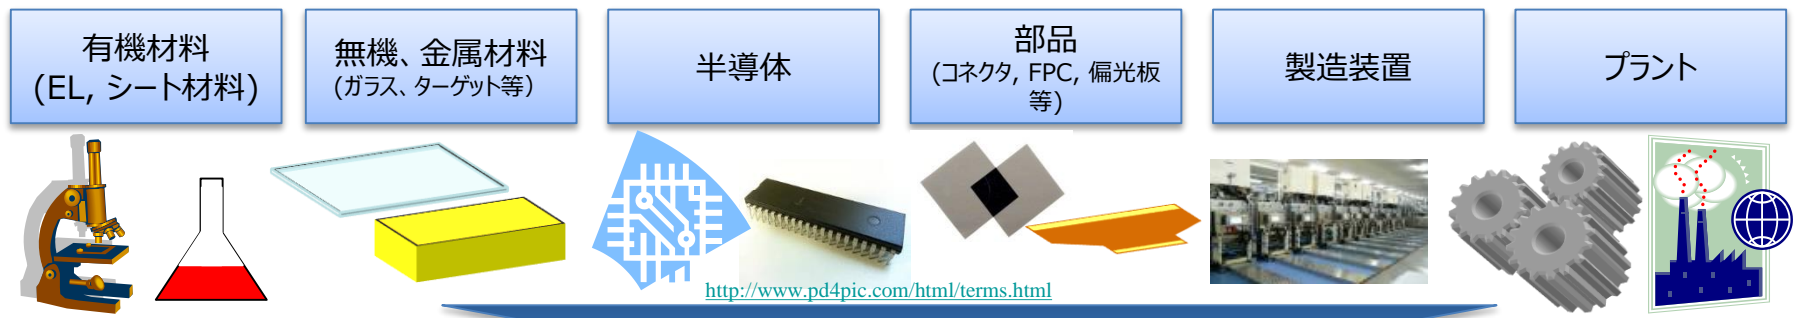 有機材料
(EL, シート材料)
無機、金属材料
(ガラス、ターゲット等)
半導体
部品
(コネクタ, FPC, 偏光板
等)
製造装置
プラント
http://www.pd4pic.com/html/terms.html